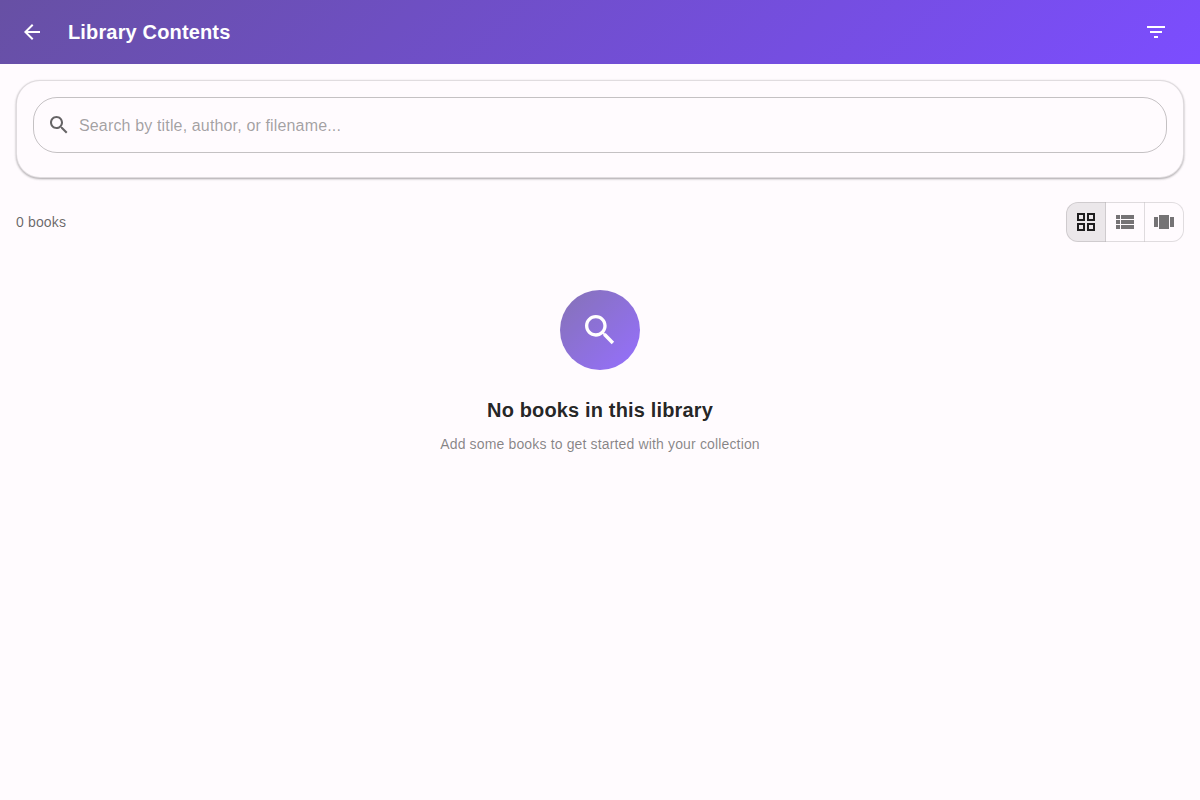 Library Contents
Search by title, author, or filename...
0 books
No books in this library
Add some books to get started with your collection